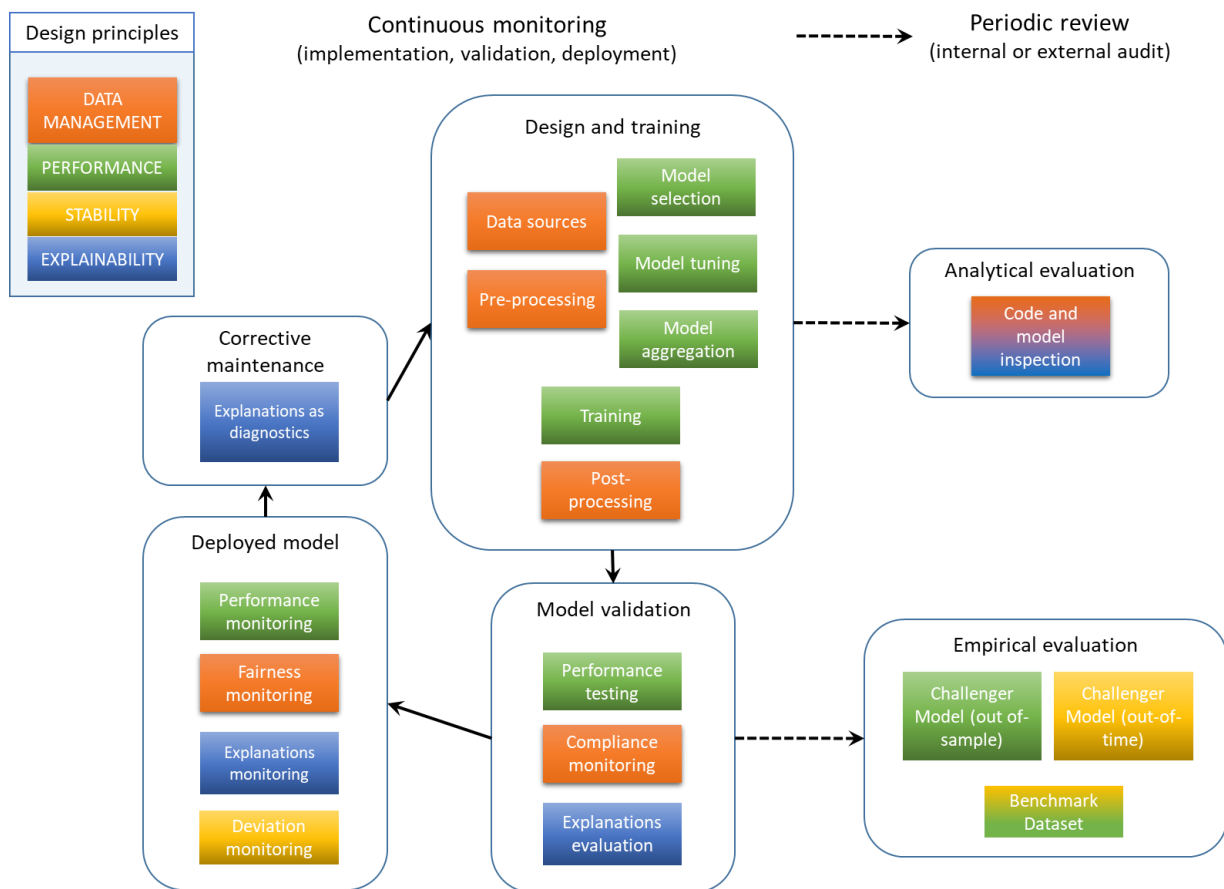 Design principles
DATA
MANAGEMENT
PERFORMANCE
STABILITY
EXPLAINABILITY
Continuous monitoring
(implementation, validation, deployment)
Periodic review
(internal or external audit)
Design and training
Data sources
Pre-processing
Model
selection
Model tuning
Model
aggregation
Training
Post-
processing
Analytical evaluation
Code and
model
inspection
Corrective
maintenance
Explanations as
diagnostics
Deployed model
Performance
monitoring
Fairness
monitoring
Explanations
monitoring
Deviation
monitoring
Model validation
Performance
testing
Compliance
monitoring
Explanations
evaluation
Empirical evaluation
Challenger
Model (out of-
sample)
Challenger
Model (out-of-
time)
Benchmark
Dataset